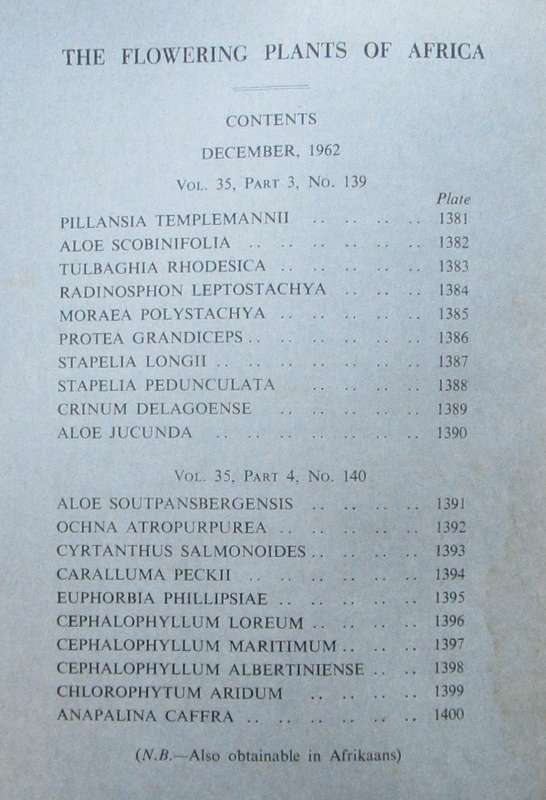 THE FLOWERING PLANTS OF AFRICA
CONTENTS
DECEMBER, 1962
VOL. 35, PART 3, NO. 139
Plate
PILLANSIA TEMPLEMANNII .. .. .. .. 1381
ALOE SCOBINIFOLIA .. .. .. .. .. 1382
TULBAGHIA RHODESICA .. .. .. .. .. 1383
RADINOSPHON LEPTOSTACHYA .. .. .. 1384
MORAEA POLYSTACHYA .. .. .. .. .. 1385
PROTEA GRANDICEPS .. .. .. .. .. 1386
STAPELIA LONGII .. .. .. .. .. .. 1387
STAPELIA PEDUNCULATA .. .. .. .. 1388
CRINUM DELAGOENSE .. .. .. .. .. 1389
ALOE JUCUNDA .. .. .. .. .. .. 1390
VOL. 35, PART 4, NO. 140
ALOE SOUTPANSBERGENSIS .. .. .. .. 1391
OCHNA ATROPURPUREA .. .. .. .. .. 1392
CYRTANTHUS SALMONOIDES .. .. .. .. 1393
CARALLUMA PECKII .. .. .. .. .. 1394
EUPHORBIA PHILLIPSIAE .. .. .. .. .. 1395
CEPHALOPHYLLUM LOREUM .. .. .. .. 1396
CEPHALOPHYLLUM MARITIMUM .. .. .. 1397
CEPHALOPHYLLUM ALBERTINIENSE .. .. 1398
CHLOROPHYTUM ARIDUM .. .. .. .. 1399
ANAPALINA CAFFRA .. .. .. .. .. .. 1400
(N.B.—Also obtainable in Afrikaans)